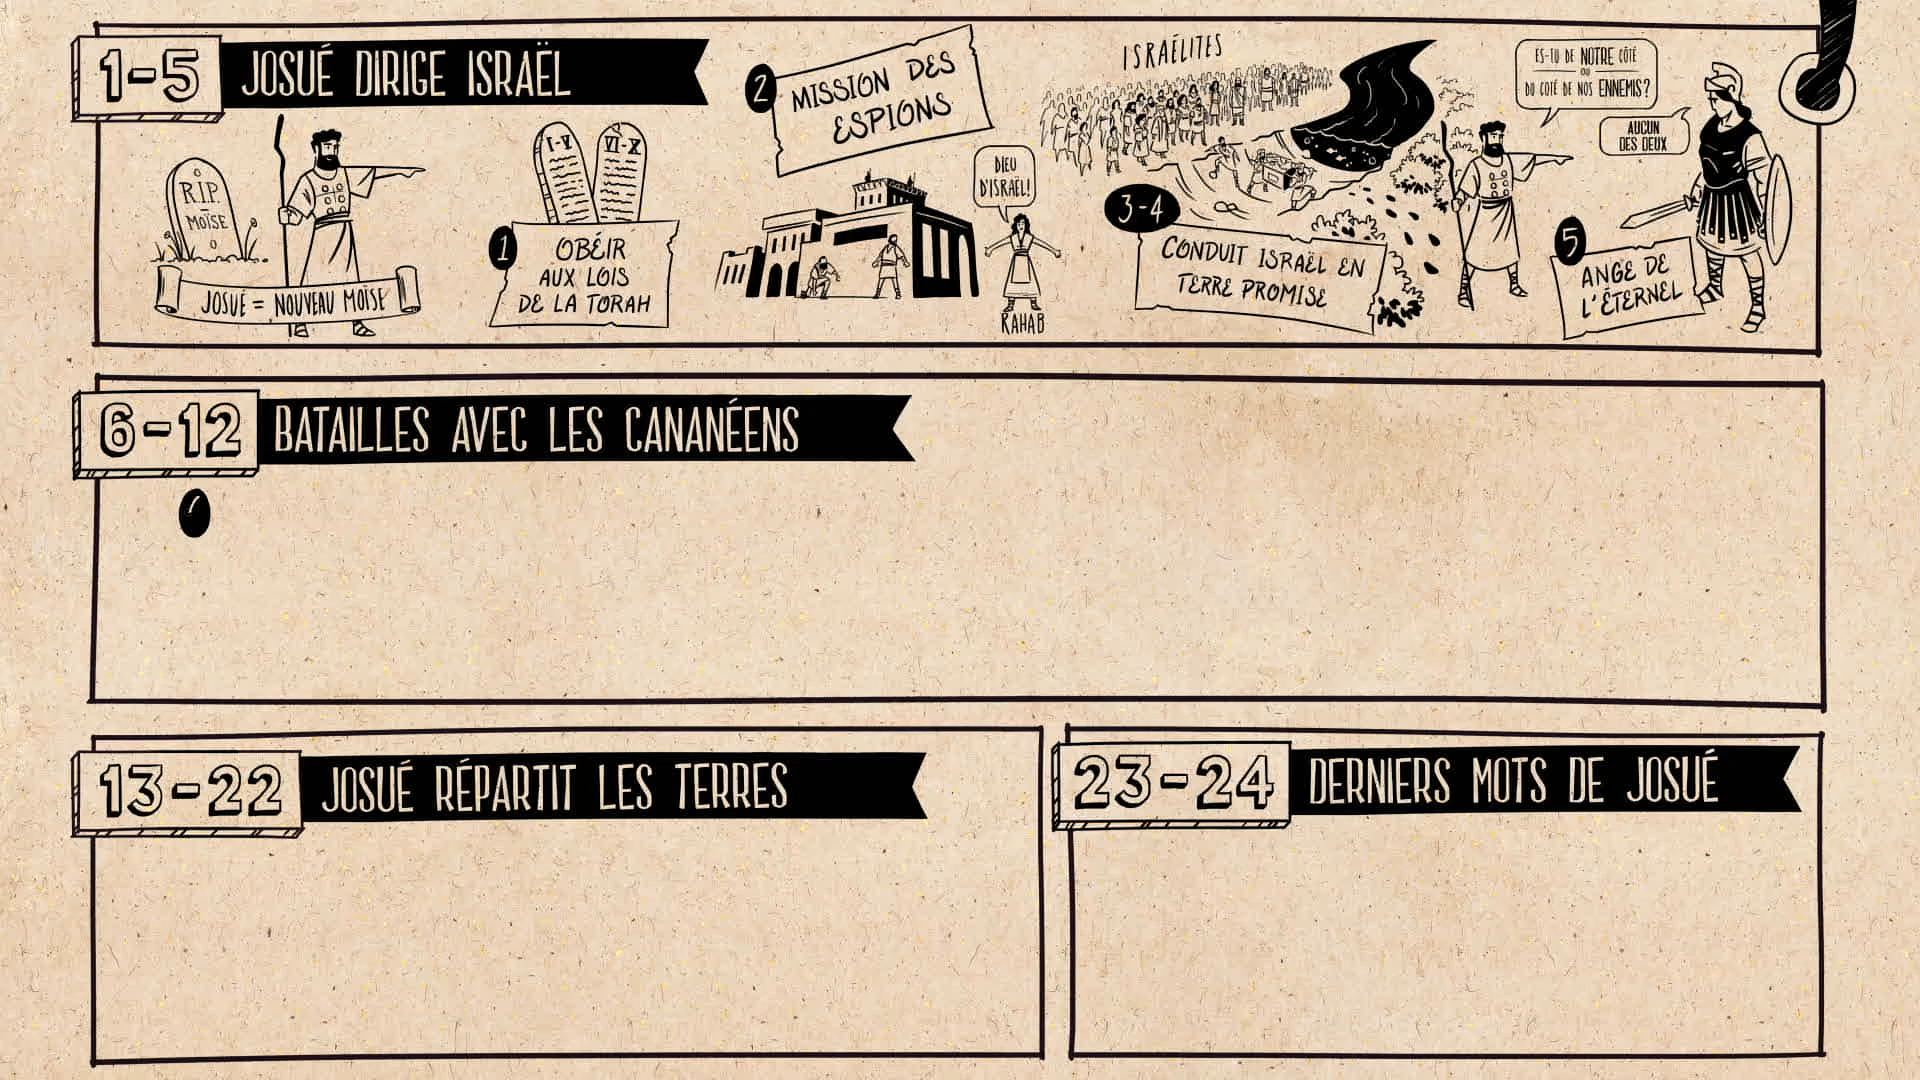 1-5 JOSUÉ DIRIGE ISRAËL
R.I.P.
MOÏSE
JOSUÉ = NOUVEAU MOÏSE
I-V VI-X
1
OBÉIR
AUX LOIS
DE LA TORAH
2
MISSION DES
ESPIONS
DIEU
D'ISRAËL!
RAHAB
ISRAÉLITES
3-4
CONDUIT ISRAËL EN
TERRE PROMISE
ES-TU DE NOTRE CÔTÉ
OU
DU CÔTÉ DE NOS ENNEMIS?
AUCUN
DES DEUX
5
ANGE DE
L'ÉTERNEL
6-12 BATAILLES AVEC LES CANANÉENS
13-22 JOSUÉ RÉPARTIT LES TERRES
23-24 DERNIERS MOTS DE JOSUÉ